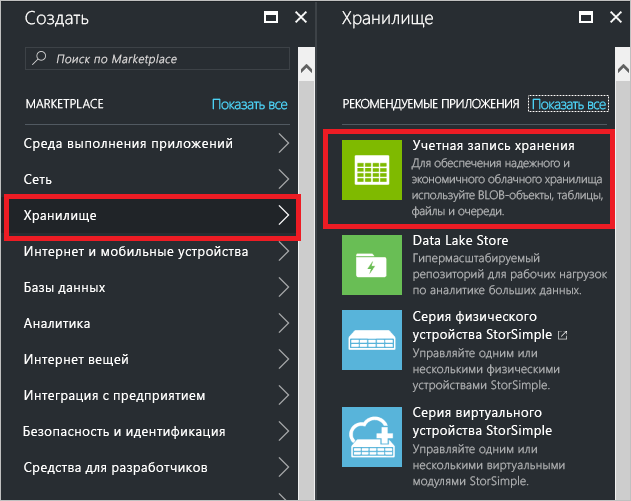 Создать
Поиск по Marketplace
MARKETPLACE
Показать все
Среда выполнения приложений
Сеть
Хранилище
Интернет и мобильные устройства
Базы данных
Аналитика
Интернет вещей
Интеграция с предприятием
Безопасность и идентификация
Средства для разработчиков
Хранилище
РЕКОМЕНДУЕМЫЕ ПРИЛОЖЕНИЯ
Показать все
Учетная запись хранения
Для обеспечения надежного и
экономичного облачного хранилища
используйте BLOB-объекты, таблицы,
файлы и очереди.
Data Lake Store
Гипермасштабируемый
репозиторий для рабочих нагрузок
по аналитике больших данных.
Серия физического
устройства StorSimple
Управляйте одним или
несколькими физическими
устройствами StorSimple.
Серия виртуального
устройства StorSimple
Управляйте одним или
несколькими виртуальными
модулями StorSimple.